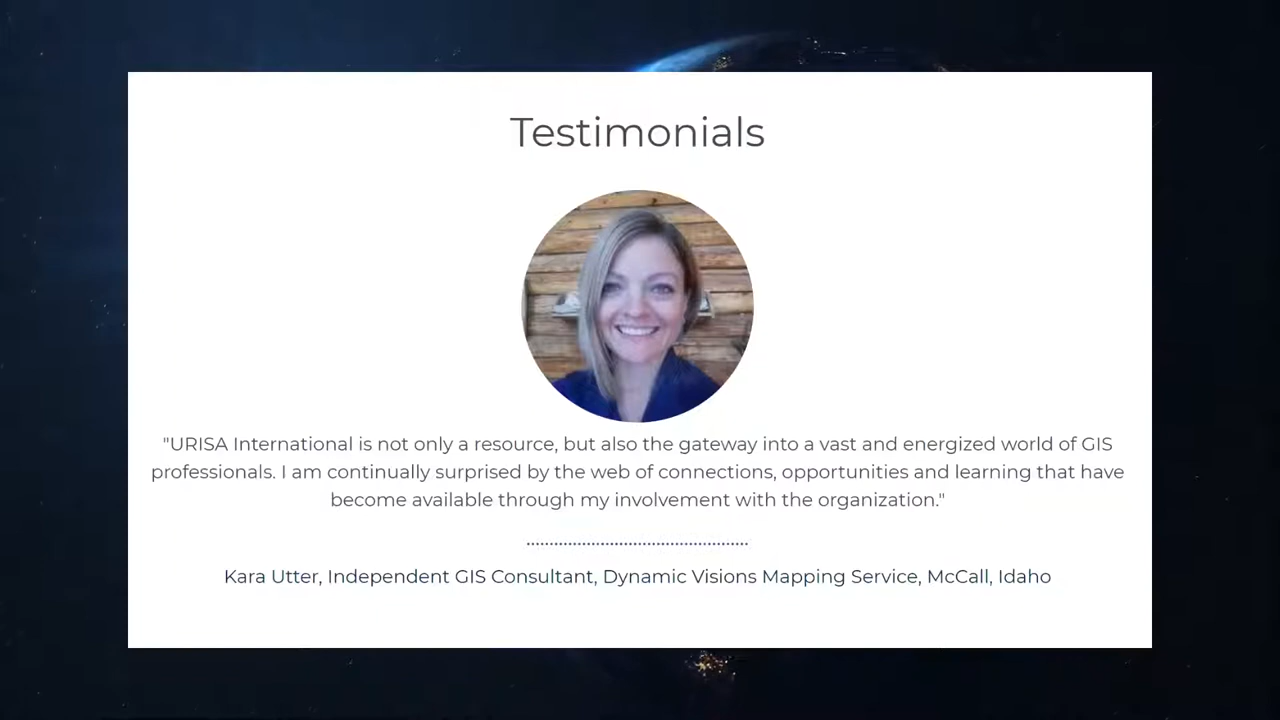 Testimonials
"URISA International is not only a resource, but also the gateway into a vast and energized world of GIS
professionals. I am continually surprised by the web of connections, opportunities and learning that have
become available through my involvement with the organization."
Kara Utter, Independent GIS Consultant, Dynamic Visions Mapping Service, McCall, Idaho